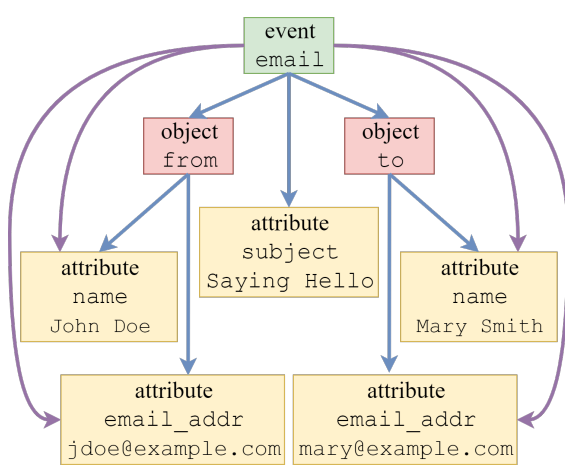 event
email
object
from
object
to
attribute
subject
Saying Hello
attribute
name
John Doe
attribute
name
Mary Smith
attribute
email_addr
jdoe@example.com
attribute
email_addr
mary@example.com